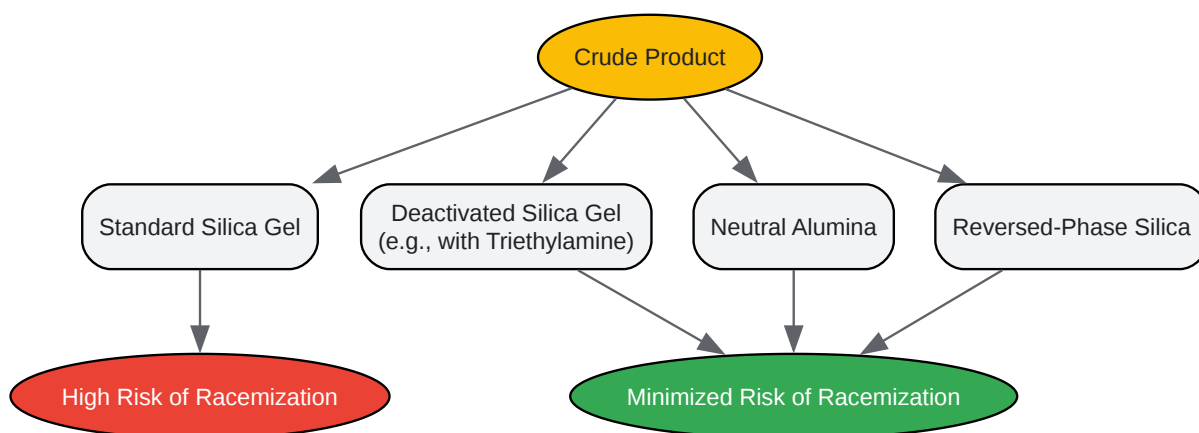 Crude Product
Standard Silica Gel
Deactivated Silica Gel
(e.g., with Triethylamine)
Neutral Alumina
Reversed-Phase Silica
High Risk of Racemization
Minimized Risk of Racemization